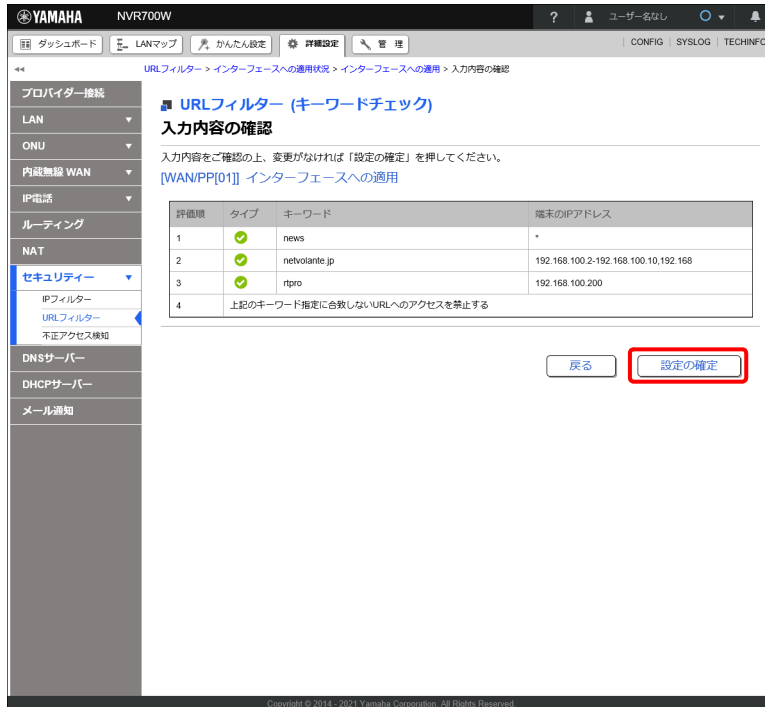 YAMAHA NVR700W ? ユーザー名なし
ダッシュボード LANマップ かんたん設定 詳細設定 管 理 | CONFIG | SYSLOG | TECHINFO
URLフィルター > インターフェースへの適用状況 > インターフェースへの適用 > 入力内容の確認
プロバイダー接続
LAN
ONU
内蔵無線 WAN
IP電話
ルーティング
NAT
セキュリティー
IPフィルター
URLフィルター
不正アクセス検知
DNSサーバー
DHCPサーバー
メール通知
URLフィルター (キーワードチェック)
入力内容の確認
入力内容をご確認の上、変更がなければ「設定の確定」を押してください。
[WAN/PP[01]] インターフェースへの適用
評価順 タイプ キーワード 端末のIPアドレス
1 news *
2 netvolante.jp 192.168.100.2-192.168.100.10,192.168
3 rtpro 192.168.100.200
4 上記のキーワード指定に合致しないURLへのアクセスを禁止する
戻る 設定の確定
Copyright © 2014 - 2021 Yamaha Corporation. All Rights Reserved.